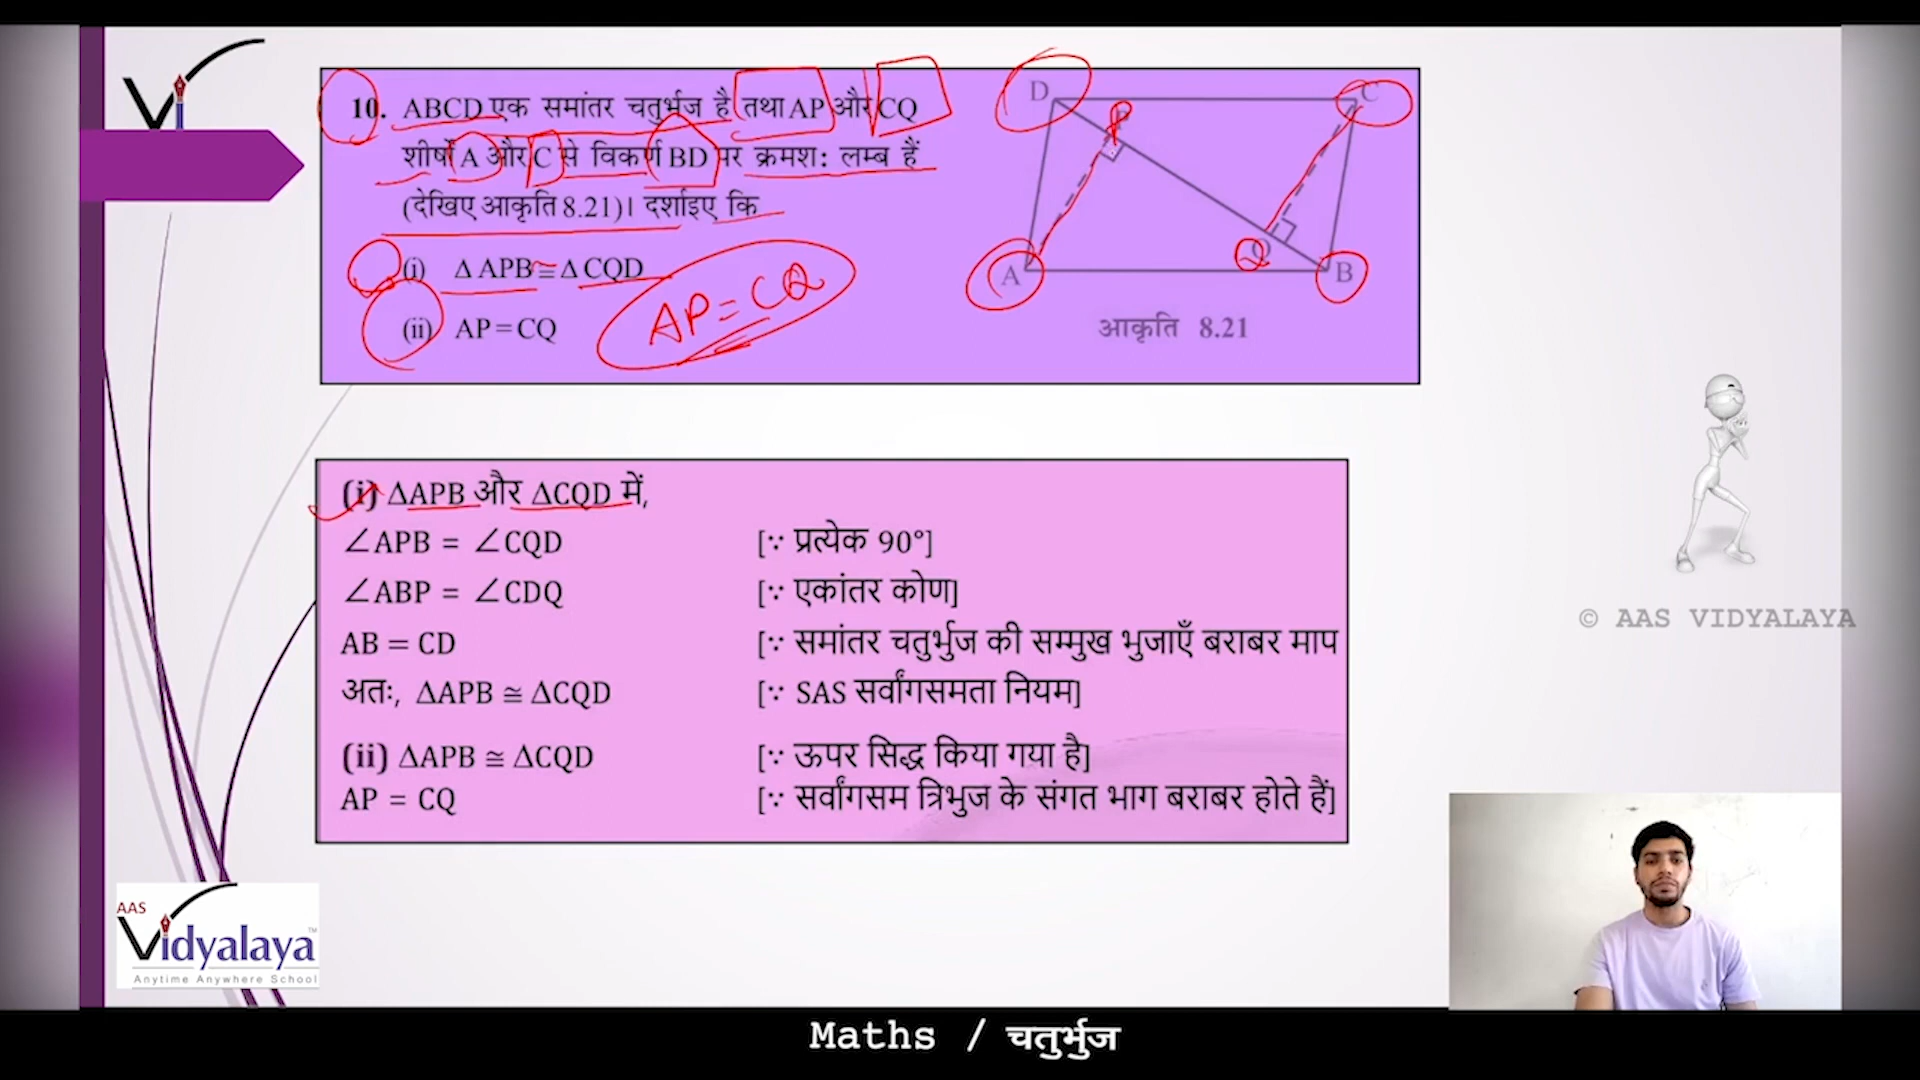 10. ABCD एक समांतर चतुर्भुज है तथा AP और CQ
शीर्षों A और C से विकर्ण BD पर क्रमश: लम्ब हैं
(देखिए आकृति 8.21)। दर्शाइए कि
(i) Δ APB ≅ Δ CQD
(ii) AP = CQ
AP = CQ
D
C
P
A
Q
B
आकृति 8.21
(i) ΔAPB और ΔCQD में,
∠APB = ∠CQD [∵ प्रत्येक 90°]
∠ABP = ∠CDQ [∵ एकांतर कोण]
AB = CD [∵ समांतर चतुर्भुज की सम्मुख भुजाएँ बराबर माप
अतः, ΔAPB ≅ ΔCQD [∵ SAS सर्वांगसमता नियम]
(ii) ΔAPB ≅ ΔCQD [∵ ऊपर सिद्ध किया गया है]
AP = CQ [∵ सर्वांगसम त्रिभुज के संगत भाग बराबर होते हैं]
© AAS VIDYALAYA
AAS
Vidyalaya™
Anytime Anywhere School
Maths / चतुर्भुज